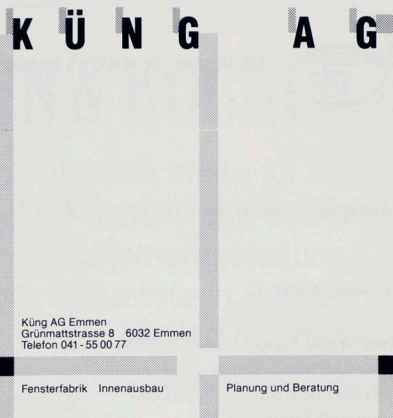 KÜNG AG
Küng AG Emmen
Grünmattstrasse 8 6032 Emmen
Telefon 041 - 55 00 77
Fensterfabrik Innenausbau
Planung und Beratung